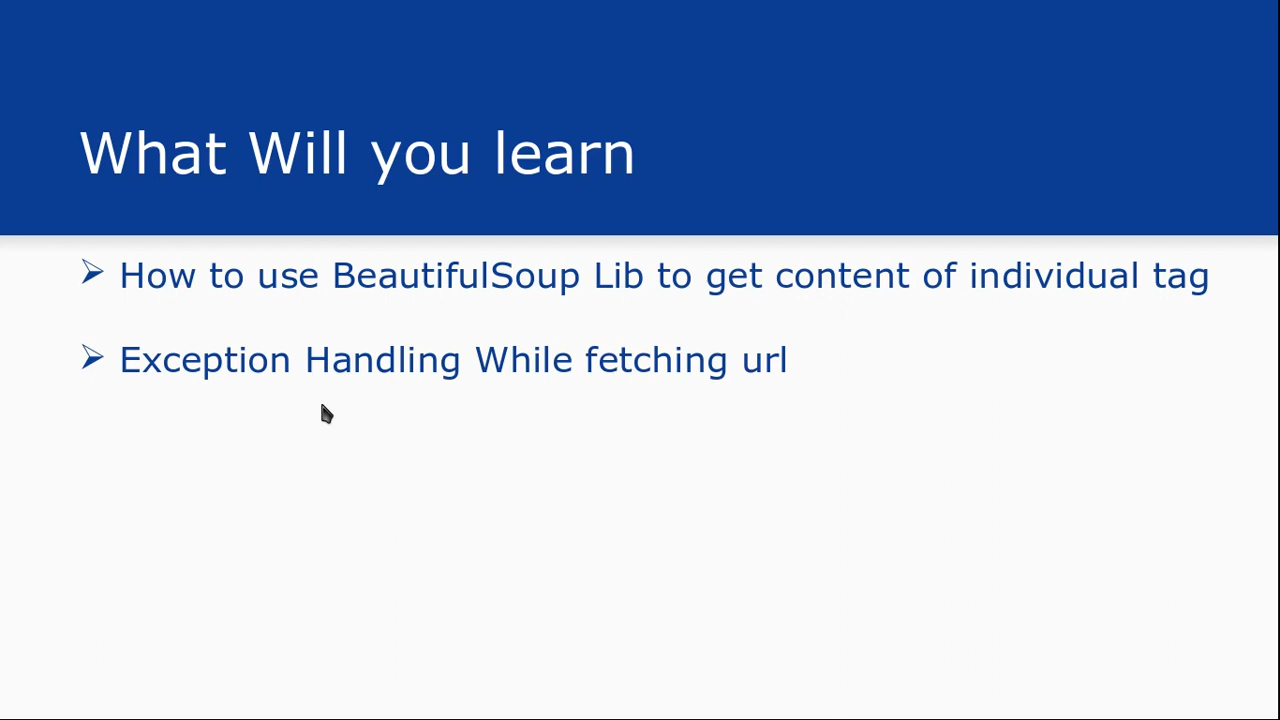 What Will you learn
How to use BeautifulSoup Lib to get content of individual tag
Exception Handling While fetching url